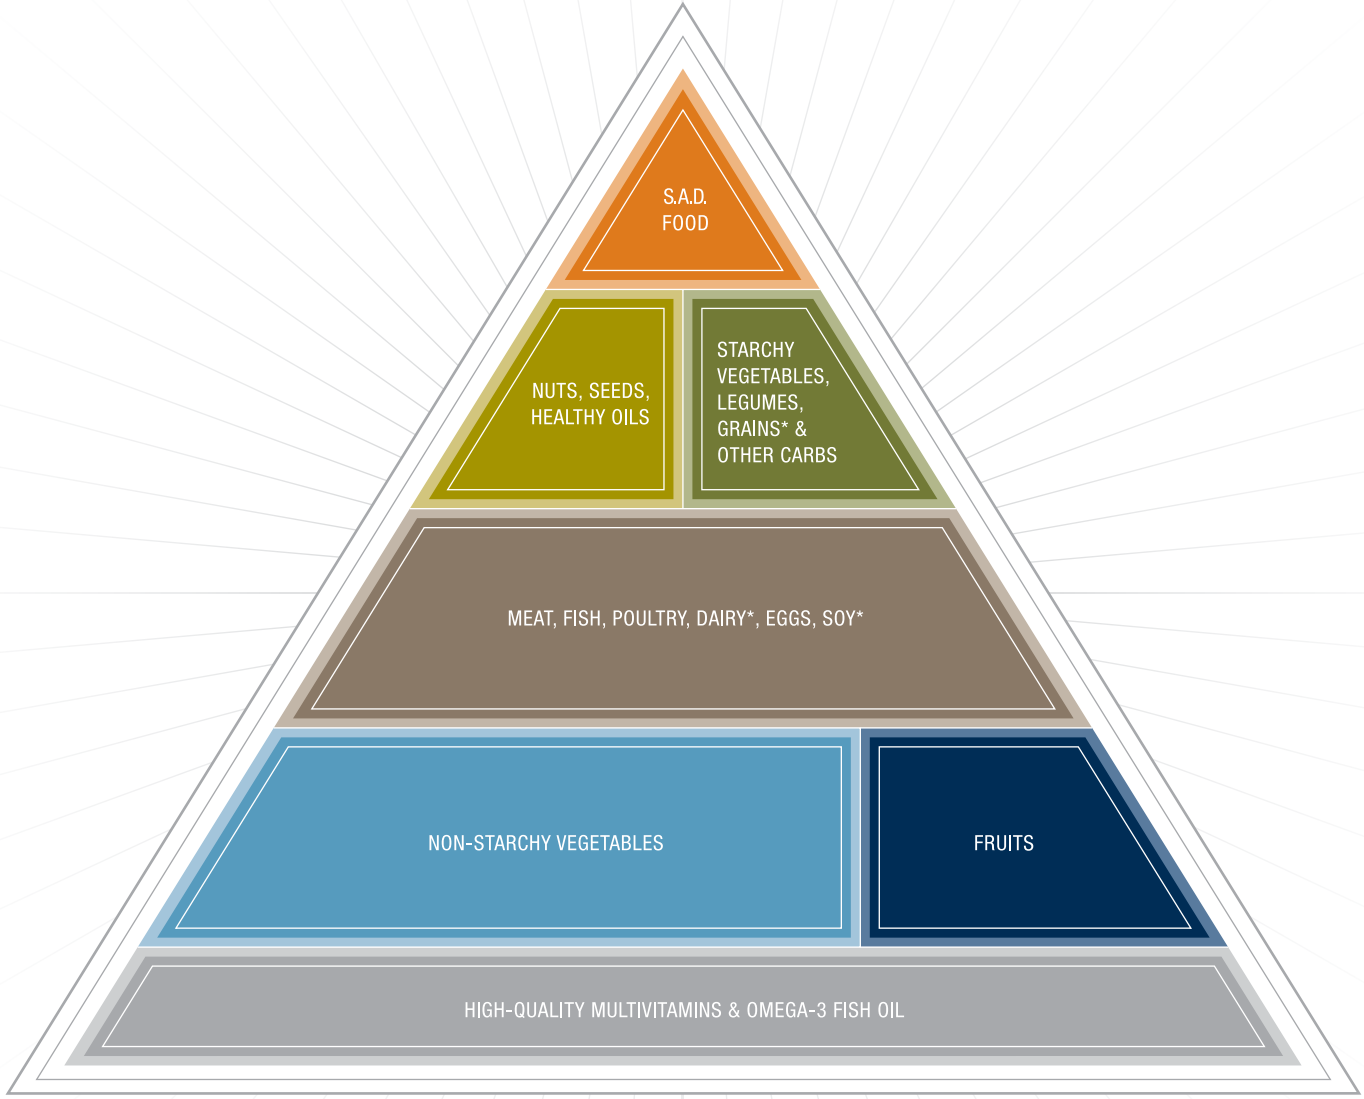 S.A.D.
FOOD
NUTS, SEEDS,
HEALTHY OILS
STARCHY
VEGETABLES,
LEGUMES,
GRAINS* &
OTHER CARBS
MEAT, FISH, POULTRY, DAIRY*, EGGS, SOY*
NON-STARCHY VEGETABLES
FRUITS
HIGH-QUALITY MULTIVITAMINS & OMEGA-3 FISH OIL